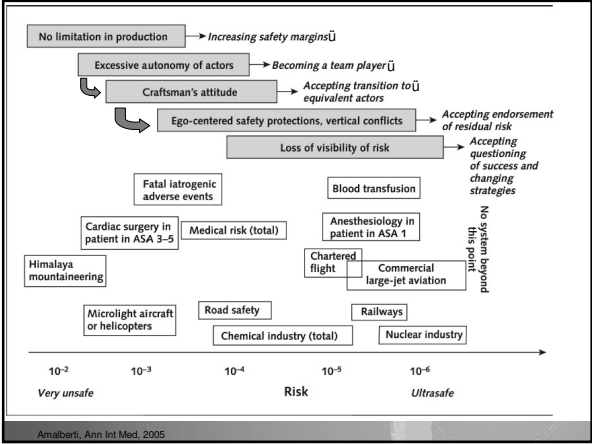 No limitation in production
Increasing safety marginsü
Excessive autonomy of actors
Becoming a team playerü
Craftsman's attitude
Accepting transition toü
equivalent actors
Ego-centered safety protections, vertical conflicts
Accepting endorsement
of residual risk
Loss of visibility of risk
Accepting
questioning
of success and
changing
strategies
Fatal iatrogenic
adverse events
Blood transfusion
Cardiac surgery in
patient in ASA 3–5
Medical risk (total)
Anesthesiology in
patient in ASA 1
No system beyond
this point
Himalaya
mountaineering
Chartered
flight
Commercial
large-jet aviation
Microlight aircraft
or helicopters
Road safety
Railways
Chemical industry (total)
Nuclear industry
10–2 10–3 10–4 10–5 10–6
Very unsafe Risk Ultrasafe
Amalberti, Ann Int Med, 2005